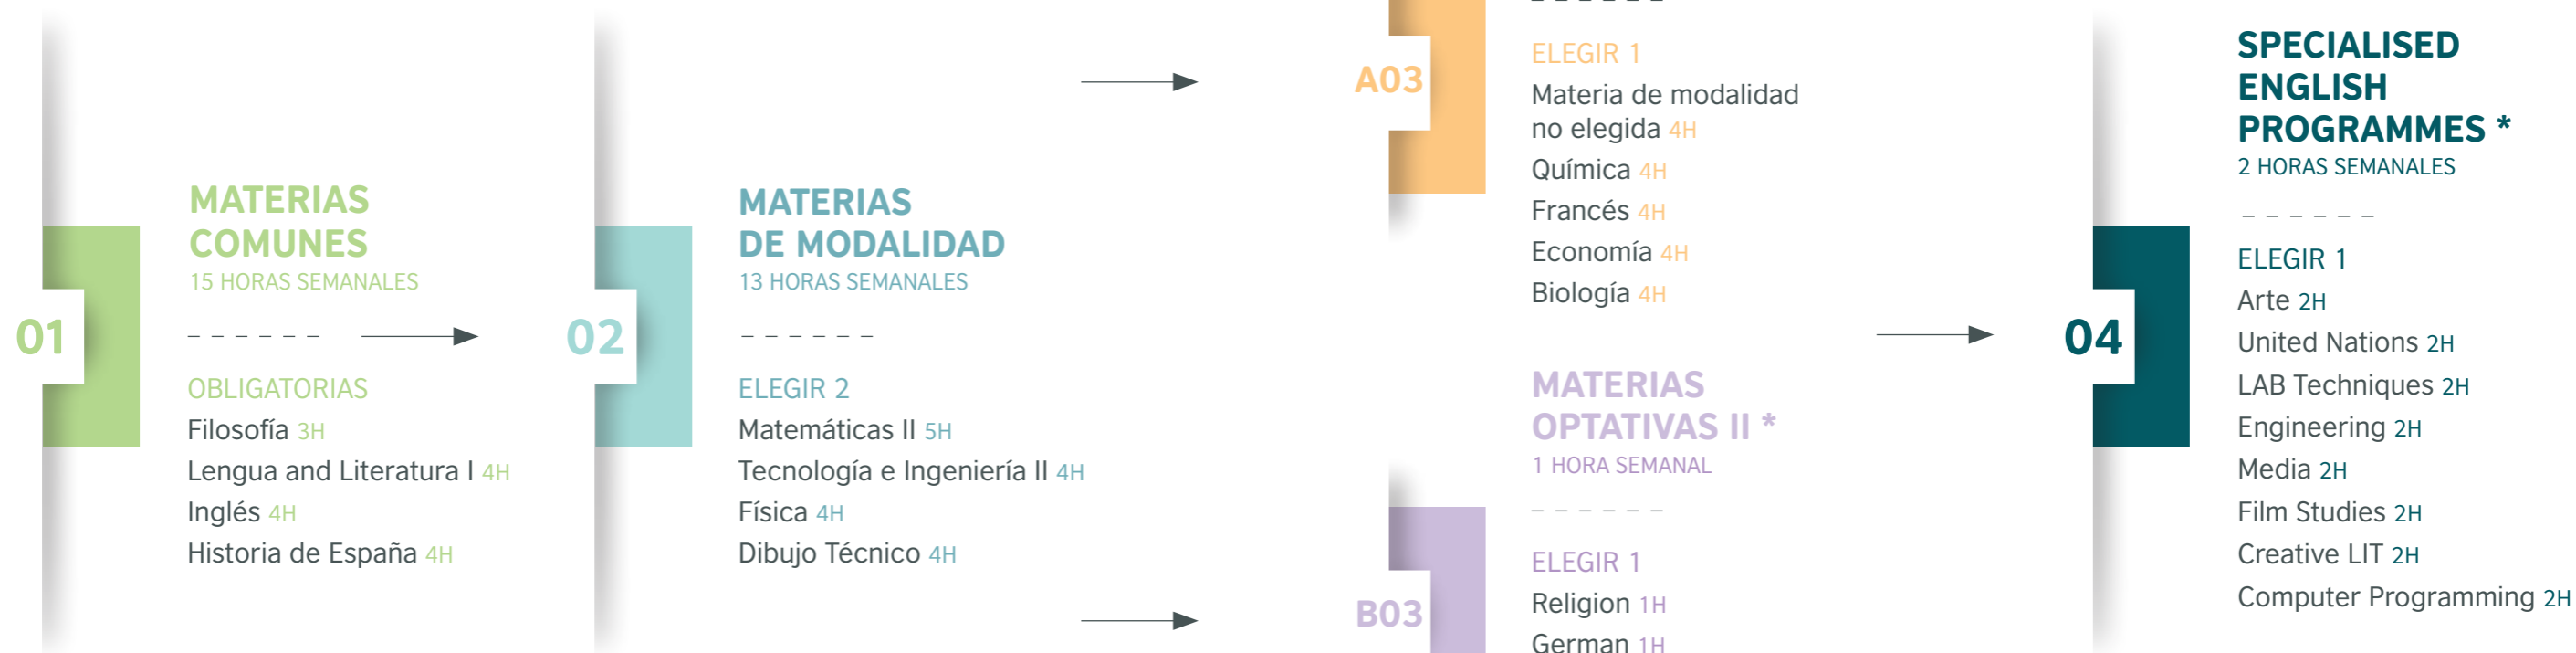 01
MATERIAS
COMUNES
15 HORAS SEMANALES
OBLIGATORIAS
Filosofía 3H
Lengua and Literatura I 4H
Inglés 4H
Historia de España 4H
02
MATERIAS
DE MODALIDAD
13 HORAS SEMANALES
ELEGIR 2
Matemáticas II 5H
Tecnología e Ingeniería II 4H
Física 4H
Dibujo Técnico 4H
A03
ELEGIR 1
Materia de modalidad
no elegida 4H
Química 4H
Francés 4H
Economía 4H
Biología 4H
B03
MATERIAS
OPTATIVAS II *
1 HORA SEMANAL
ELEGIR 1
Religion 1H
German 1H
04
SPECIALISED
ENGLISH
PROGRAMMES *
2 HORAS SEMANALES
ELEGIR 1
Arte 2H
United Nations 2H
LAB Techniques 2H
Engineering 2H
Media 2H
Film Studies 2H
Creative LIT 2H
Computer Programming 2H